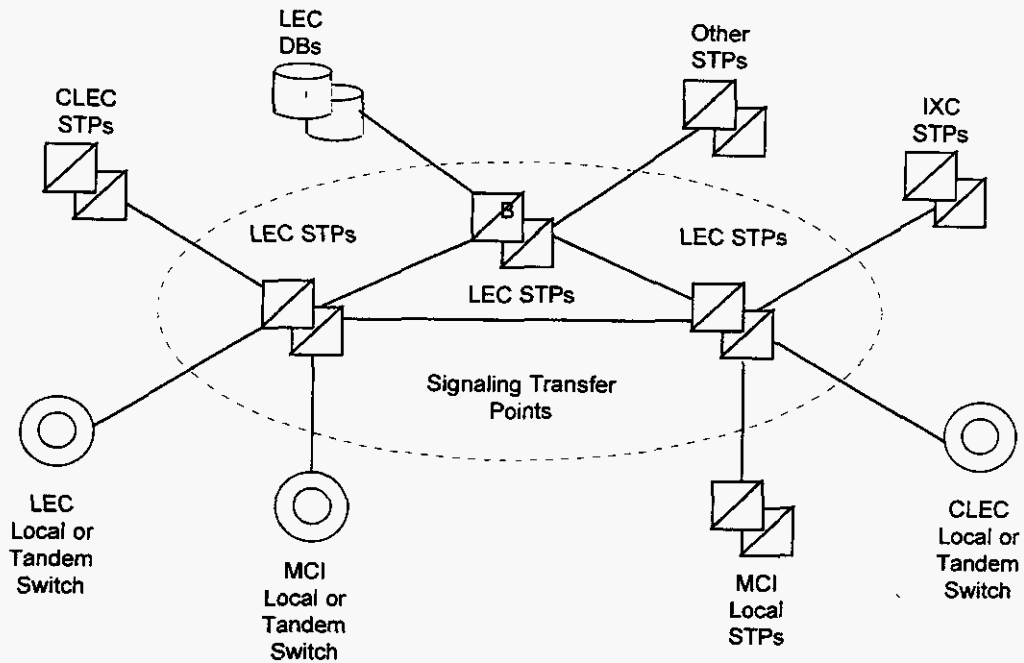 LEC
DBs
Other
STPs
CLEC
STPs
IXC
STPs
B
LEC STPs
LEC STPs
LEC STPs
Signaling Transfer
Points
LEC
Local or
Tandem
Switch
MCI
Local or
Tandem
Switch
MCI
Local
STPs
CLEC
Local or
Tandem
Switch